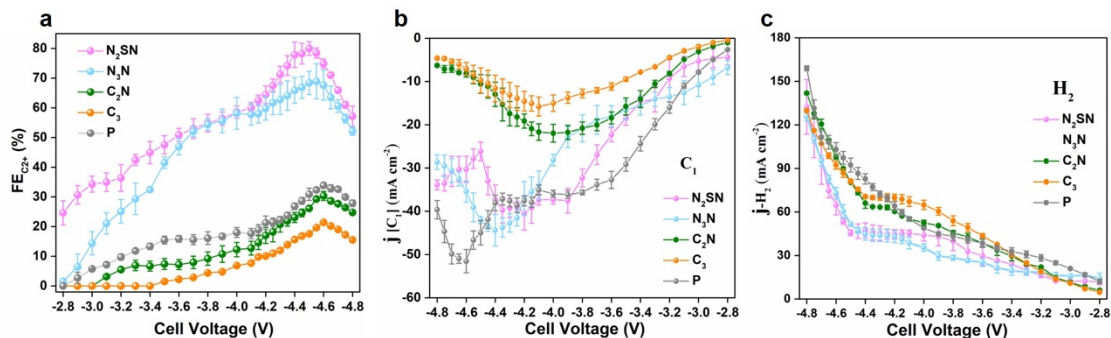 a
FE_C2+ (%)
80
70
60
50
40
30
20
10
0
N₂SN
N₃N
C₂N
C₃
P
-2.8 -3.0 -3.2 -3.4 -3.6 -3.8 -4.0 -4.2 -4.4 -4.6 -4.8
Cell Voltage (V)
b
j [C₁] (mA cm⁻²)
0
-10
-20
-30
-40
-50
-60
C₁
N₂SN
N₃N
C₂N
C₃
P
-4.8 -4.6 -4.4 -4.2 -4.0 -3.8 -3.6 -3.4 -3.2 -3.0 -2.8
Cell Voltage (V)
c
j-H₂ (mA cm⁻²)
180
150
120
90
60
30
0
H₂
N₂SN
N₃N
C₂N
C₃
P
-4.8 -4.6 -4.4 -4.2 -4.0 -3.8 -3.6 -3.4 -3.2 -3.0 -2.8
Cell Voltage (V)